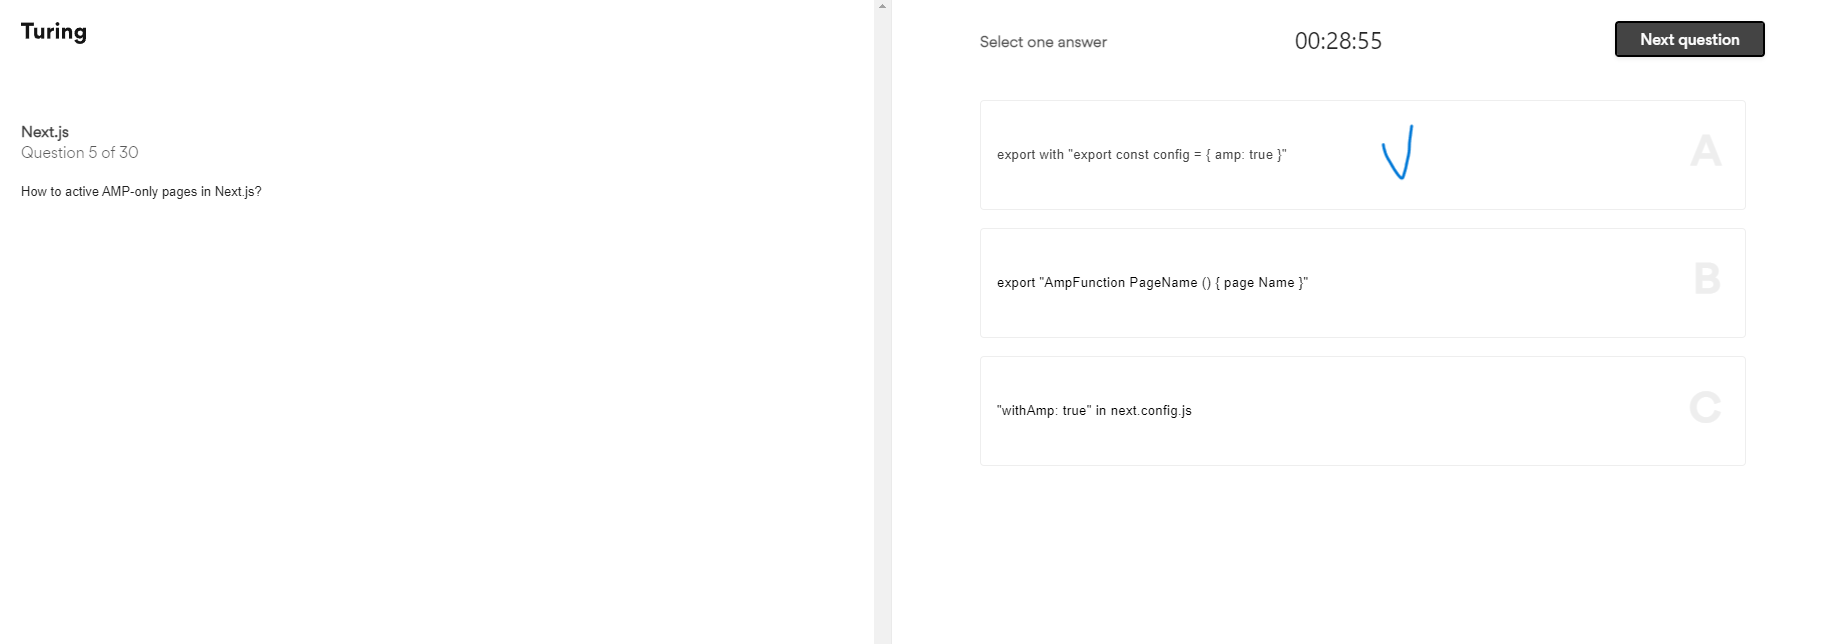 Turing
Select one answer
00:28:55
Next question
Next.js
Question 5 of 30
How to active AMP-only pages in Next.js?
export with "export const config = { amp: true }"
A
export "AmpFunction PageName () { page Name }"
B
"withAmp: true" in next.config.js
C